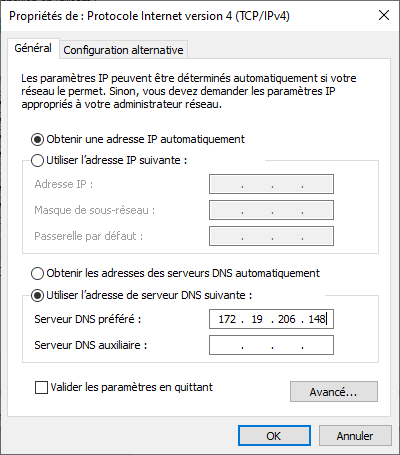 Propriétés de : Protocole Internet version 4 (TCP/IPv4)
Général
Configuration alternative
Les paramètres IP peuvent être déterminés automatiquement si votre
réseau le permet. Sinon, vous devez demander les paramètres IP
appropriés à votre administrateur réseau.
Obtenir une adresse IP automatiquement
Utiliser l'adresse IP suivante :
Adresse IP :
. . .
Masque de sous-réseau :
. . .
Passerelle par défaut :
. . .
Obtenir les adresses des serveurs DNS automatiquement
Utiliser l'adresse de serveur DNS suivante :
Serveur DNS préféré :
172 . 19 . 206 . 148
Serveur DNS auxiliaire :
. . .
Valider les paramètres en quittant
Avancé...
OK
Annuler